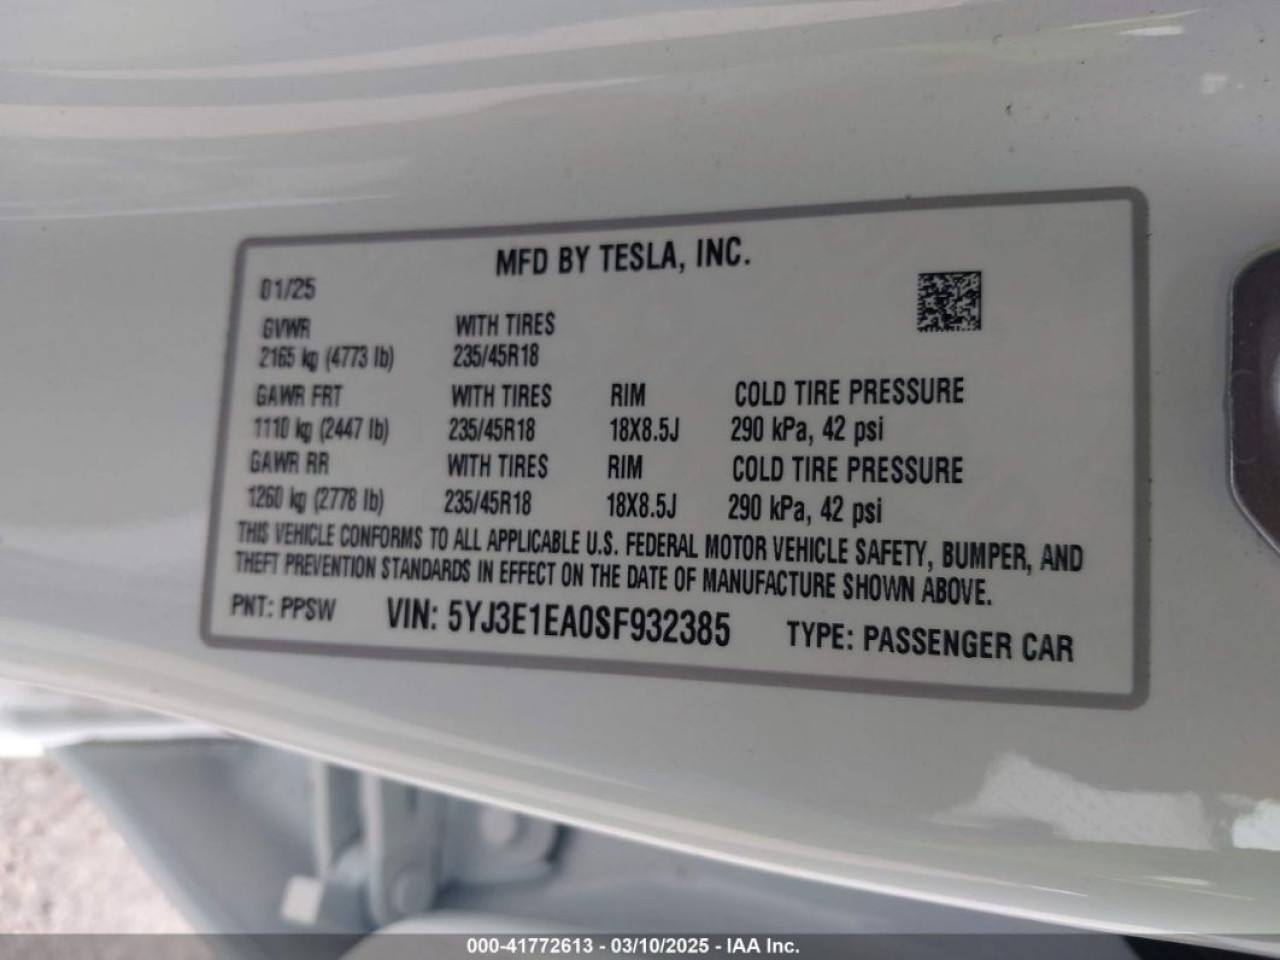 MFD BY TESLA, INC.
01/25
GVWR WITH TIRES
2165 kg (4773 lb) 235/45R18
GAWR FRT WITH TIRES RIM COLD TIRE PRESSURE
1110 kg (2447 lb) 235/45R18 18X8.5J 290 kPa, 42 psi
GAWR RR WITH TIRES RIM COLD TIRE PRESSURE
1260 kg (2778 lb) 235/45R18 18X8.5J 290 kPa, 42 psi
THIS VEHICLE CONFORMS TO ALL APPLICABLE U.S. FEDERAL MOTOR VEHICLE SAFETY, BUMPER, AND
THEFT PREVENTION STANDARDS IN EFFECT ON THE DATE OF MANUFACTURE SHOWN ABOVE.
PNT: PPSW VIN: 5YJ3E1EA0SF932385 TYPE: PASSENGER CAR
000-41772613 - 03/10/2025 - IAA Inc.